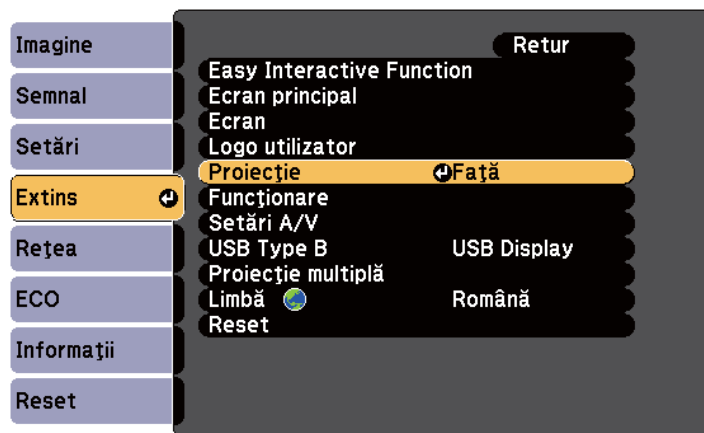 Imagine
Semnal
Setări
Extins
Reţea
ECO
Informaţii
Reset
Retur
Easy Interactive Function
Ecran principal
Ecran
Logo utilizator
Proiecţie Faţă
Funcţionare
Setări A/V
USB Type B USB Display
Proiecţie multiplă
Limbă Română
Reset